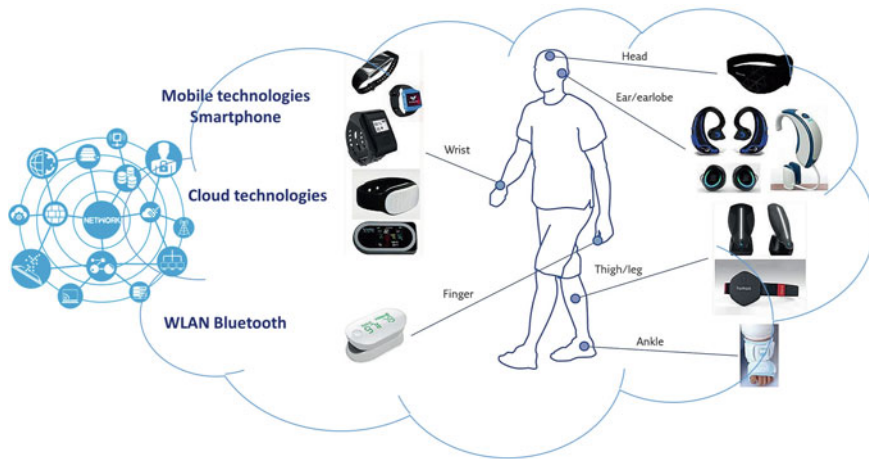 Mobile technologies
Smartphone
Cloud technologies
WLAN Bluetooth
NETWORK
Wrist
Finger
Head
Ear/earlobe
Thigh/leg
Ankle